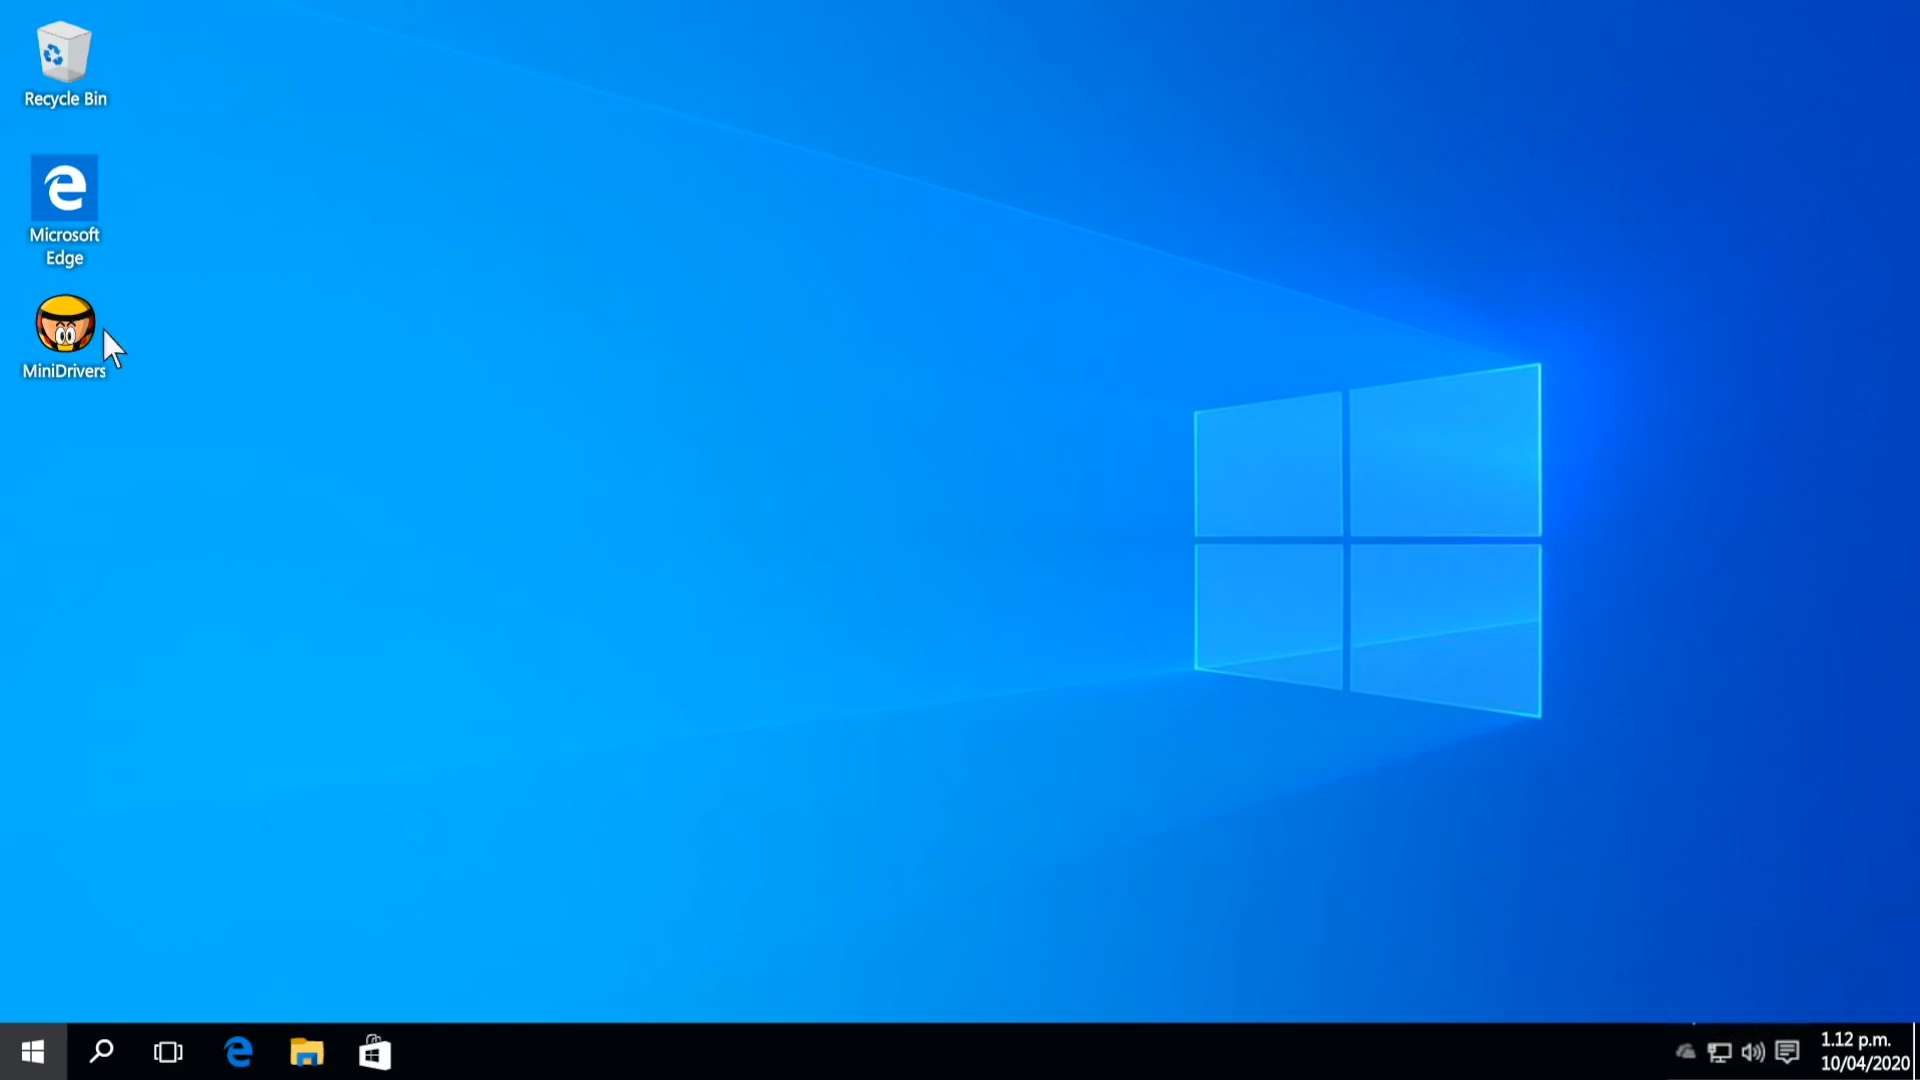 Recycle Bin
Microsoft
Edge
MiniDrivers
1.12 p.m.
10/04/2020